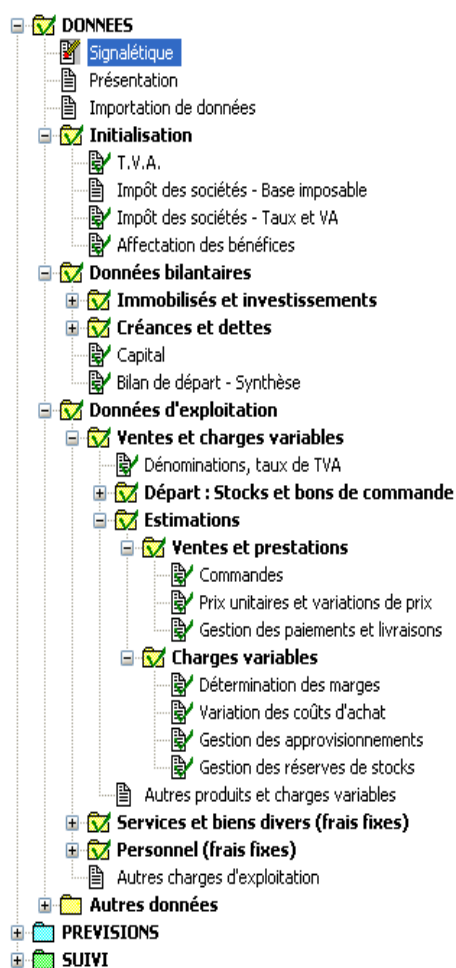 DONNEES
Signalétique
Présentation
Importation de données
Initialisation
T.V.A.
Impôt des sociétés - Base imposable
Impôt des sociétés - Taux et VA
Affectation des bénéfices
Données bilantaires
Immobilisés et investissements
Créances et dettes
Capital
Bilan de départ - Synthèse
Données d'exploitation
Ventes et charges variables
Dénominations, taux de TVA
Départ : Stocks et bons de commande
Estimations
Ventes et prestations
Commandes
Prix unitaires et variations de prix
Gestion des paiements et livraisons
Charges variables
Détermination des marges
Variation des coûts d'achat
Gestion des approvisionnements
Gestion des réserves de stocks
Autres produits et charges variables
Services et biens divers (frais fixes)
Personnel (frais fixes)
Autres charges d'exploitation
Autres données
PREVISIONS
SUIVI